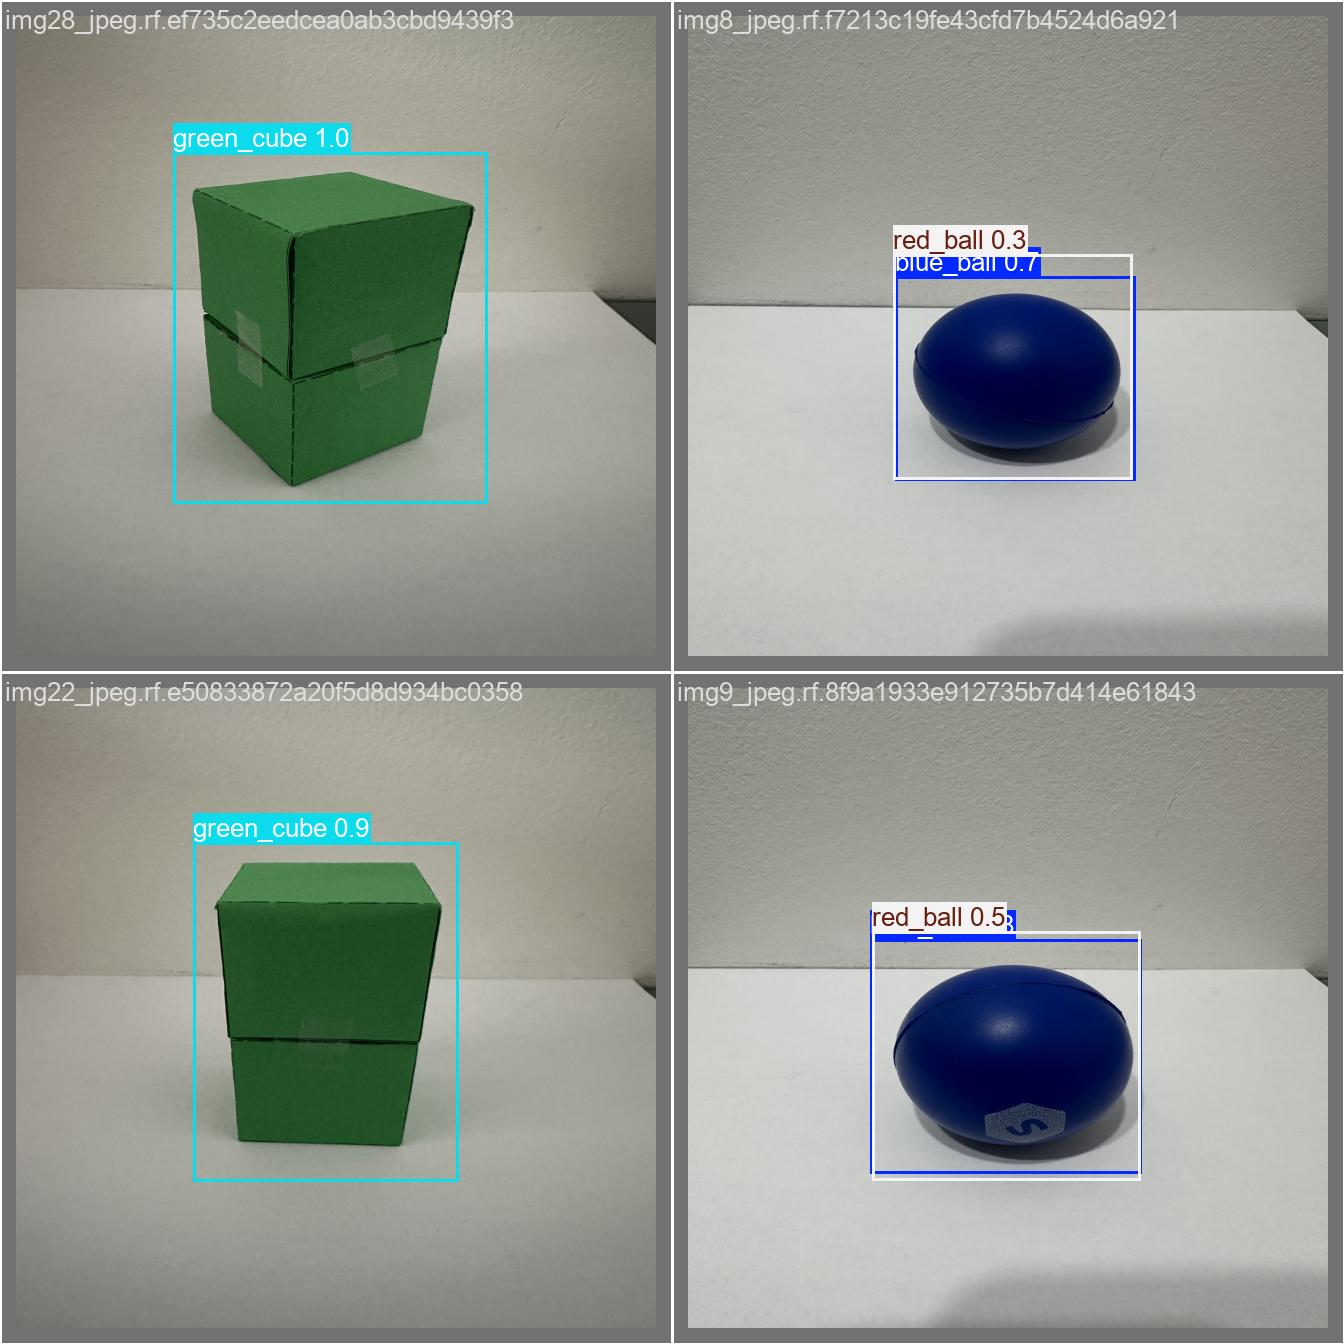 img28_jpeg.rf.ef735c2eedcea0ab3cbd9439f3
green_cube 1.0
img8_jpeg.rf.f7213c19fe43cfd7b4524d6a921
red_ball 0.3
blue_ball 0.7
img22_jpeg.rf.e50833872a20f5d8d934bc0358
green_cube 0.9
img9_jpeg.rf.8f9a1933e912735b7d414e61843
red_ball 0.5
S